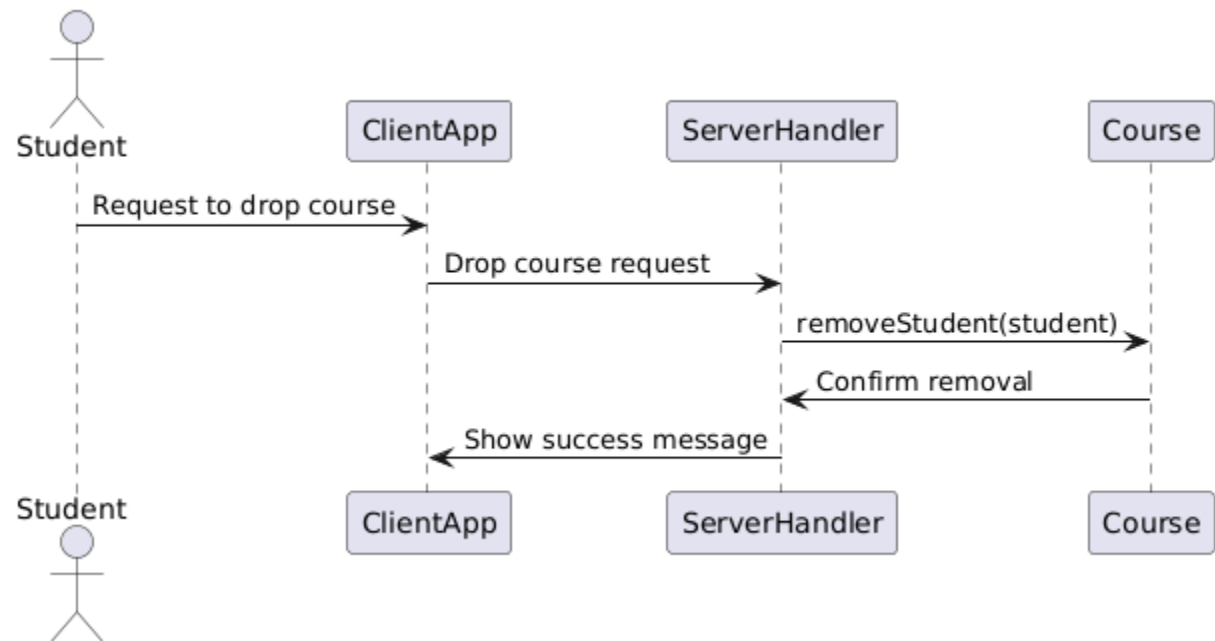 Student
ClientApp
ServerHandler
Course
Request to drop course
Drop course request
removeStudent(student)
Confirm removal
Show success message
Student
ClientApp
ServerHandler
Course